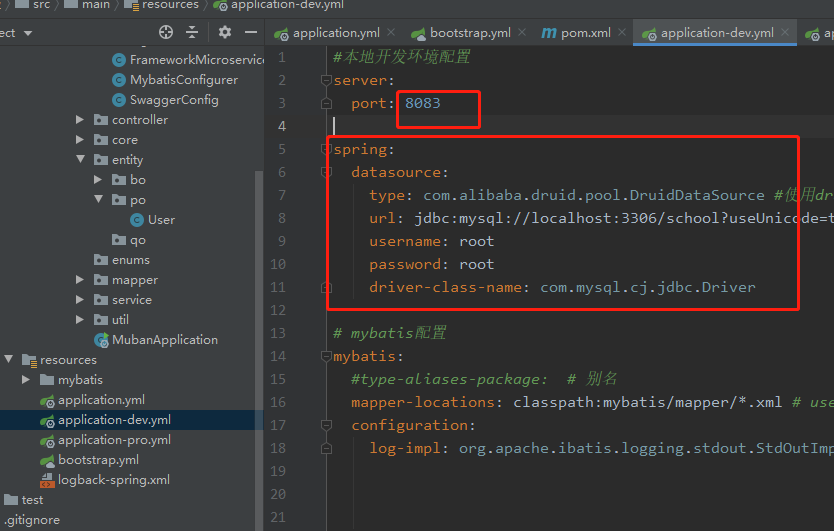 src main resources application-dev.yml
ect application.yml bootstrap.yml pom.xml application-dev.yml
FrameworkMicroservice
MybatisConfigurer
SwaggerConfig
controller
core
entity
bo
po
User
qo
enums
mapper
service
util
MubanApplication
resources
mybatis
application.yml
application-dev.yml
application-pro.yml
bootstrap.yml
logback-spring.xml
test
.gitignore
1 #本地开发环境配置
2 server:
3 port: 8083
4
5 spring:
6 datasource:
7 type: com.alibaba.druid.pool.DruidDataSource #使用dr
8 url: jdbc:mysql://localhost:3306/school?useUnicode=t
9 username: root
10 password: root
11 driver-class-name: com.mysql.cj.jdbc.Driver
12
13 # mybatis配置
14 mybatis:
15 #type-aliases-package: # 别名
16 mapper-locations: classpath:mybatis/mapper/*.xml # use
17 configuration:
18 log-impl: org.apache.ibatis.logging.stdout.StdOutImp
19
20
21